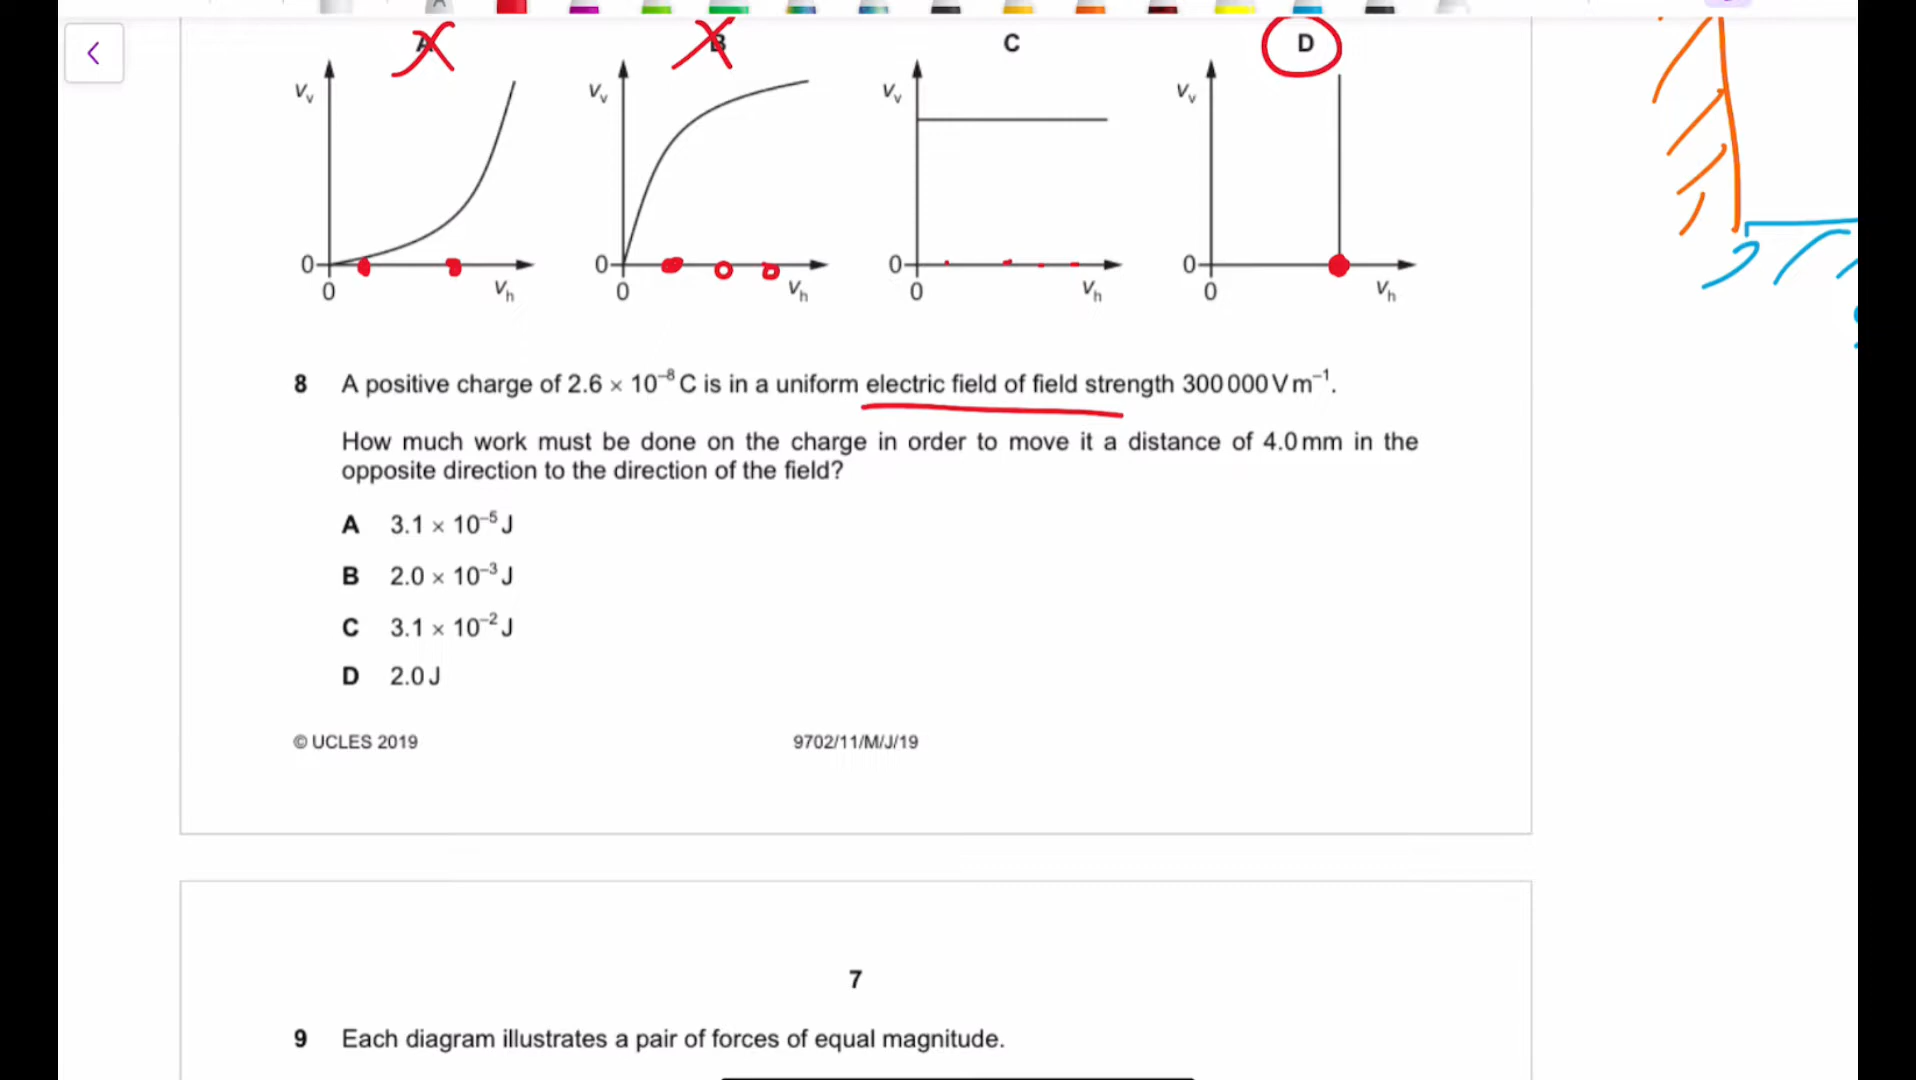 A B C D
Vv Vv Vv Vv
0 0 0 0
0 Vh 0 Vh 0 Vh 0 Vh
8 A positive charge of 2.6 × 10⁻⁸ C is in a uniform electric field of field strength 300 000 V m⁻¹.
How much work must be done on the charge in order to move it a distance of 4.0 mm in the
opposite direction to the direction of the field?
A 3.1 × 10⁻⁵ J
B 2.0 × 10⁻³ J
C 3.1 × 10⁻² J
D 2.0 J
© UCLES 2019 9702/11/M/J/19
7
9 Each diagram illustrates a pair of forces of equal magnitude.